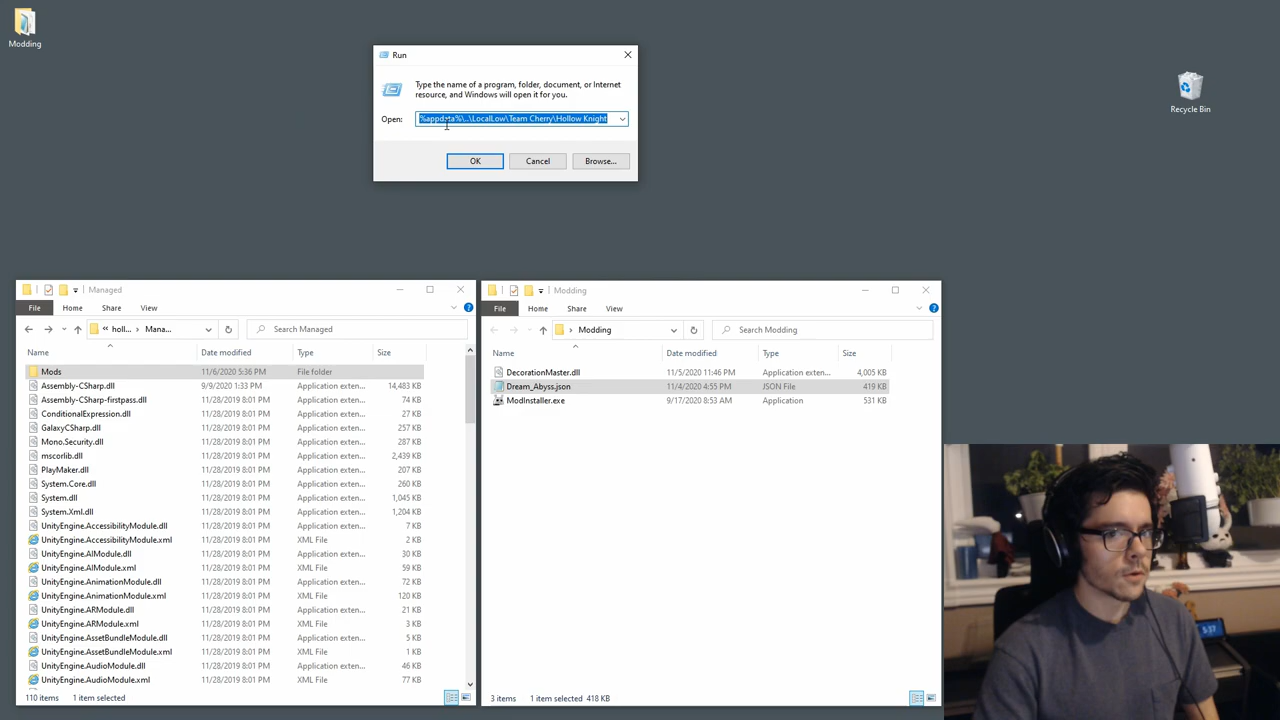 Modding
Recycle Bin
Run
Type the name of a program, folder, document, or Internet
resource, and Windows will open it for you.
Open:
%appdata%\..\LocalLow\Team Cherry\Hollow Knight
OK
Cancel
Browse...
Managed
File
Home
Share
View
« holl... › Mana...
Search Managed
Name
Date modified
Type
Size
Mods 11/6/2020 5:36 PM File folder
Assembly-CSharp.dll 9/9/2020 1:33 PM Application exten... 14,483 KB
Assembly-CSharp-firstpass.dll 11/28/2019 8:01 PM Application exten... 74 KB
ConditionalExpression.dll 11/28/2019 8:01 PM Application exten... 27 KB
GalaxyCSharp.dll 11/28/2019 8:01 PM Application exten... 257 KB
Mono.Security.dll 11/28/2019 8:01 PM Application exten... 287 KB
mscorlib.dll 11/28/2019 8:01 PM Application exten... 2,439 KB
PlayMaker.dll 11/28/2019 8:01 PM Application exten... 207 KB
System.Core.dll 11/28/2019 8:01 PM Application exten... 260 KB
System.dll 11/28/2019 8:01 PM Application exten... 1,045 KB
System.Xml.dll 11/28/2019 8:01 PM Application exten... 1,204 KB
UnityEngine.AccessibilityModule.dll 11/28/2019 8:01 PM Application exten... 7 KB
UnityEngine.AccessibilityModule.xml 11/28/2019 8:01 PM XML File 2 KB
UnityEngine.AIModule.dll 11/28/2019 8:01 PM Application exten... 30 KB
UnityEngine.AIModule.xml 11/28/2019 8:01 PM XML File 59 KB
UnityEngine.AnimationModule.dll 11/28/2019 8:01 PM Application exten... 72 KB
UnityEngine.AnimationModule.xml 11/28/2019 8:01 PM XML File 120 KB
UnityEngine.ARModule.dll 11/28/2019 8:01 PM Application exten... 21 KB
UnityEngine.ARModule.xml 11/28/2019 8:01 PM XML File 3 KB
UnityEngine.AssetBundleModule.dll 11/28/2019 8:01 PM Application exten... 5 KB
UnityEngine.AssetBundleModule.xml 11/28/2019 8:01 PM XML File 1 KB
UnityEngine.AudioModule.dll 11/28/2019 8:01 PM Application exten... 46 KB
UnityEngine.AudioModule.xml 11/28/2019 8:01 PM XML File 77 KB
110 items 1 item selected
Modding
File
Home
Share
View
› Modding
Search Modding
Name
Date modified
Type
Size
DecorationMaster.dll 11/5/2020 11:46 PM Application exten... 4,005 KB
Dream_Abyss.json 11/4/2020 4:55 PM JSON File 419 KB
ModInstaller.exe 9/17/2020 8:53 AM Application 531 KB
3 items 1 item selected 418 KB
5:37